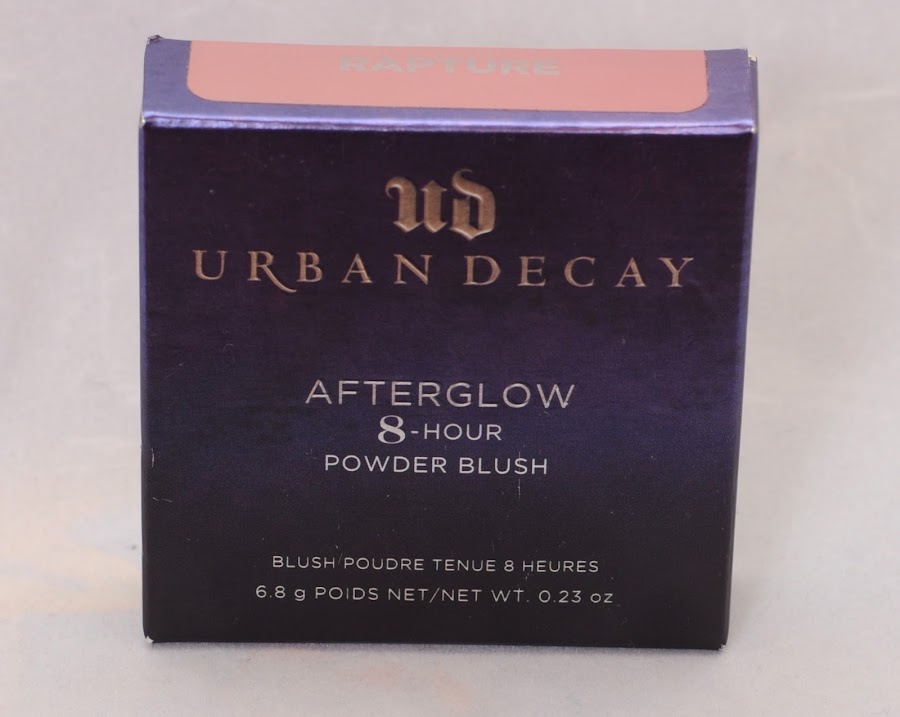 RAPTURE
UD
URBAN DECAY
AFTERGLOW
8-HOUR
POWDER BLUSH
BLUSH POUDRE TENUE 8 HEURES
6.8 g POIDS NET/NET WT. 0.23 oz